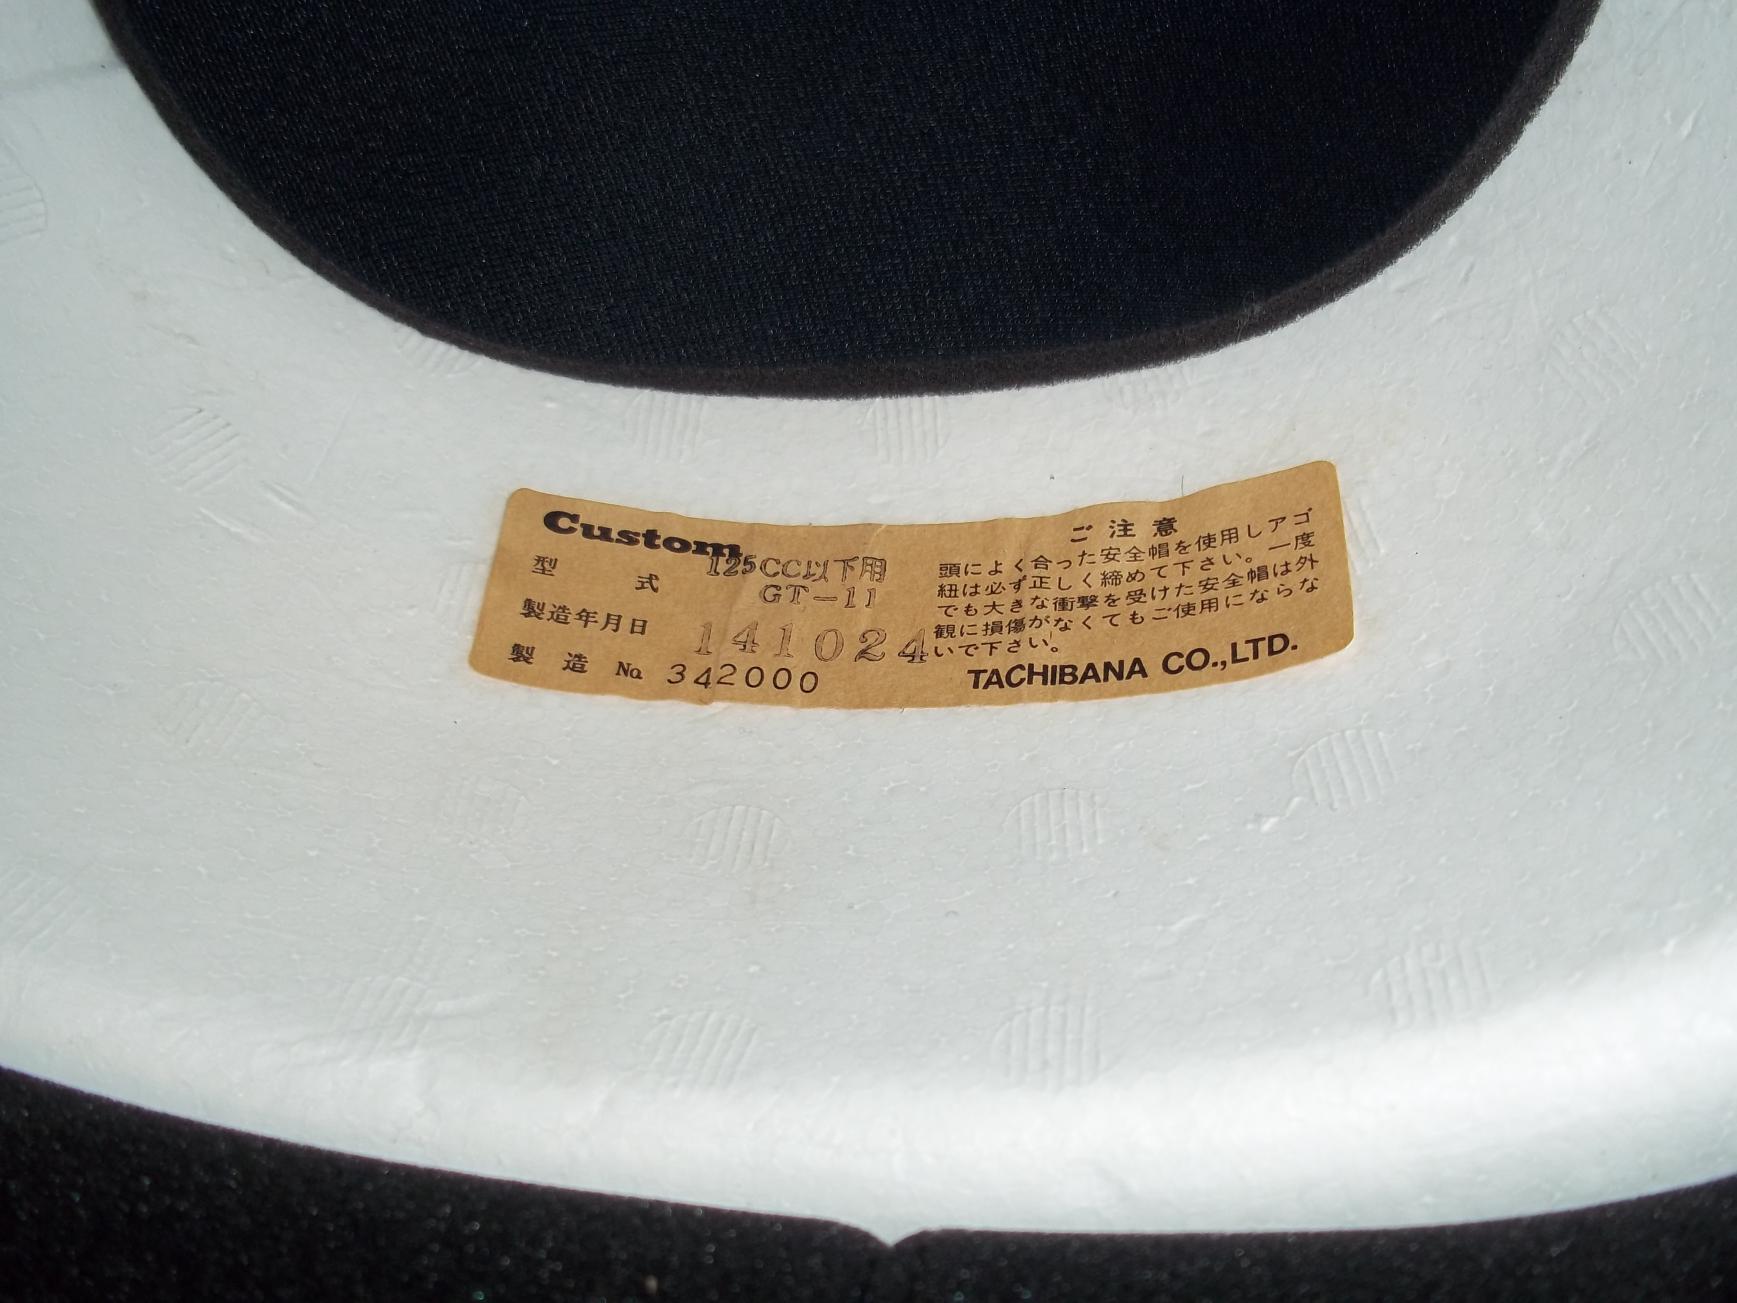 Custom
125CC以下用
型式 GT-11
製造年月日 141024
製造 No. 342000
ご注意
頭によく合った安全帽を使用しアゴ
紐は必ず正しく締めて下さい。一度
でも大きな衝撃を受けた安全帽は外
観に損傷がなくてもご使用にならな
いで下さい。
TACHIBANA CO.,LTD.